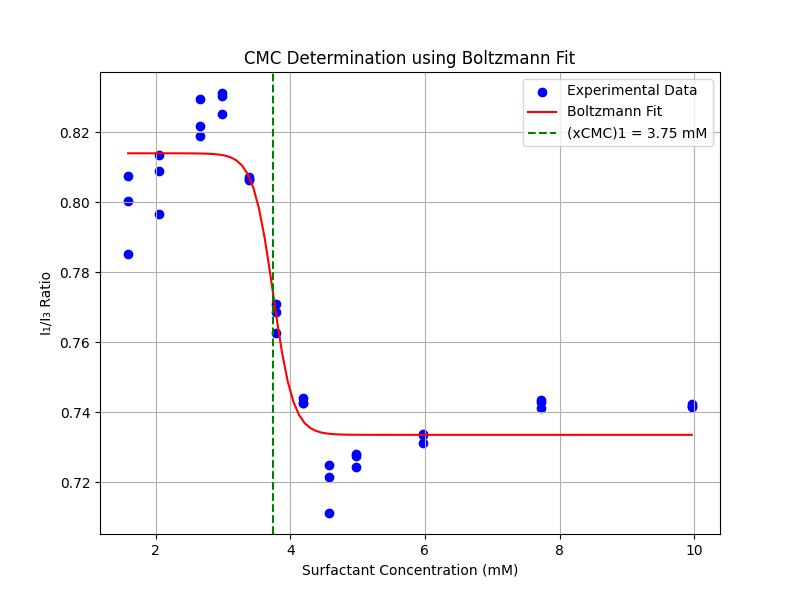 CMC Determination using Boltzmann Fit
Experimental Data
Boltzmann Fit
(xCMC)1 = 3.75 mM
I₁/I₃ Ratio
0.82
0.80
0.78
0.76
0.74
0.72
2 4 6 8 10
Surfactant Concentration (mM)